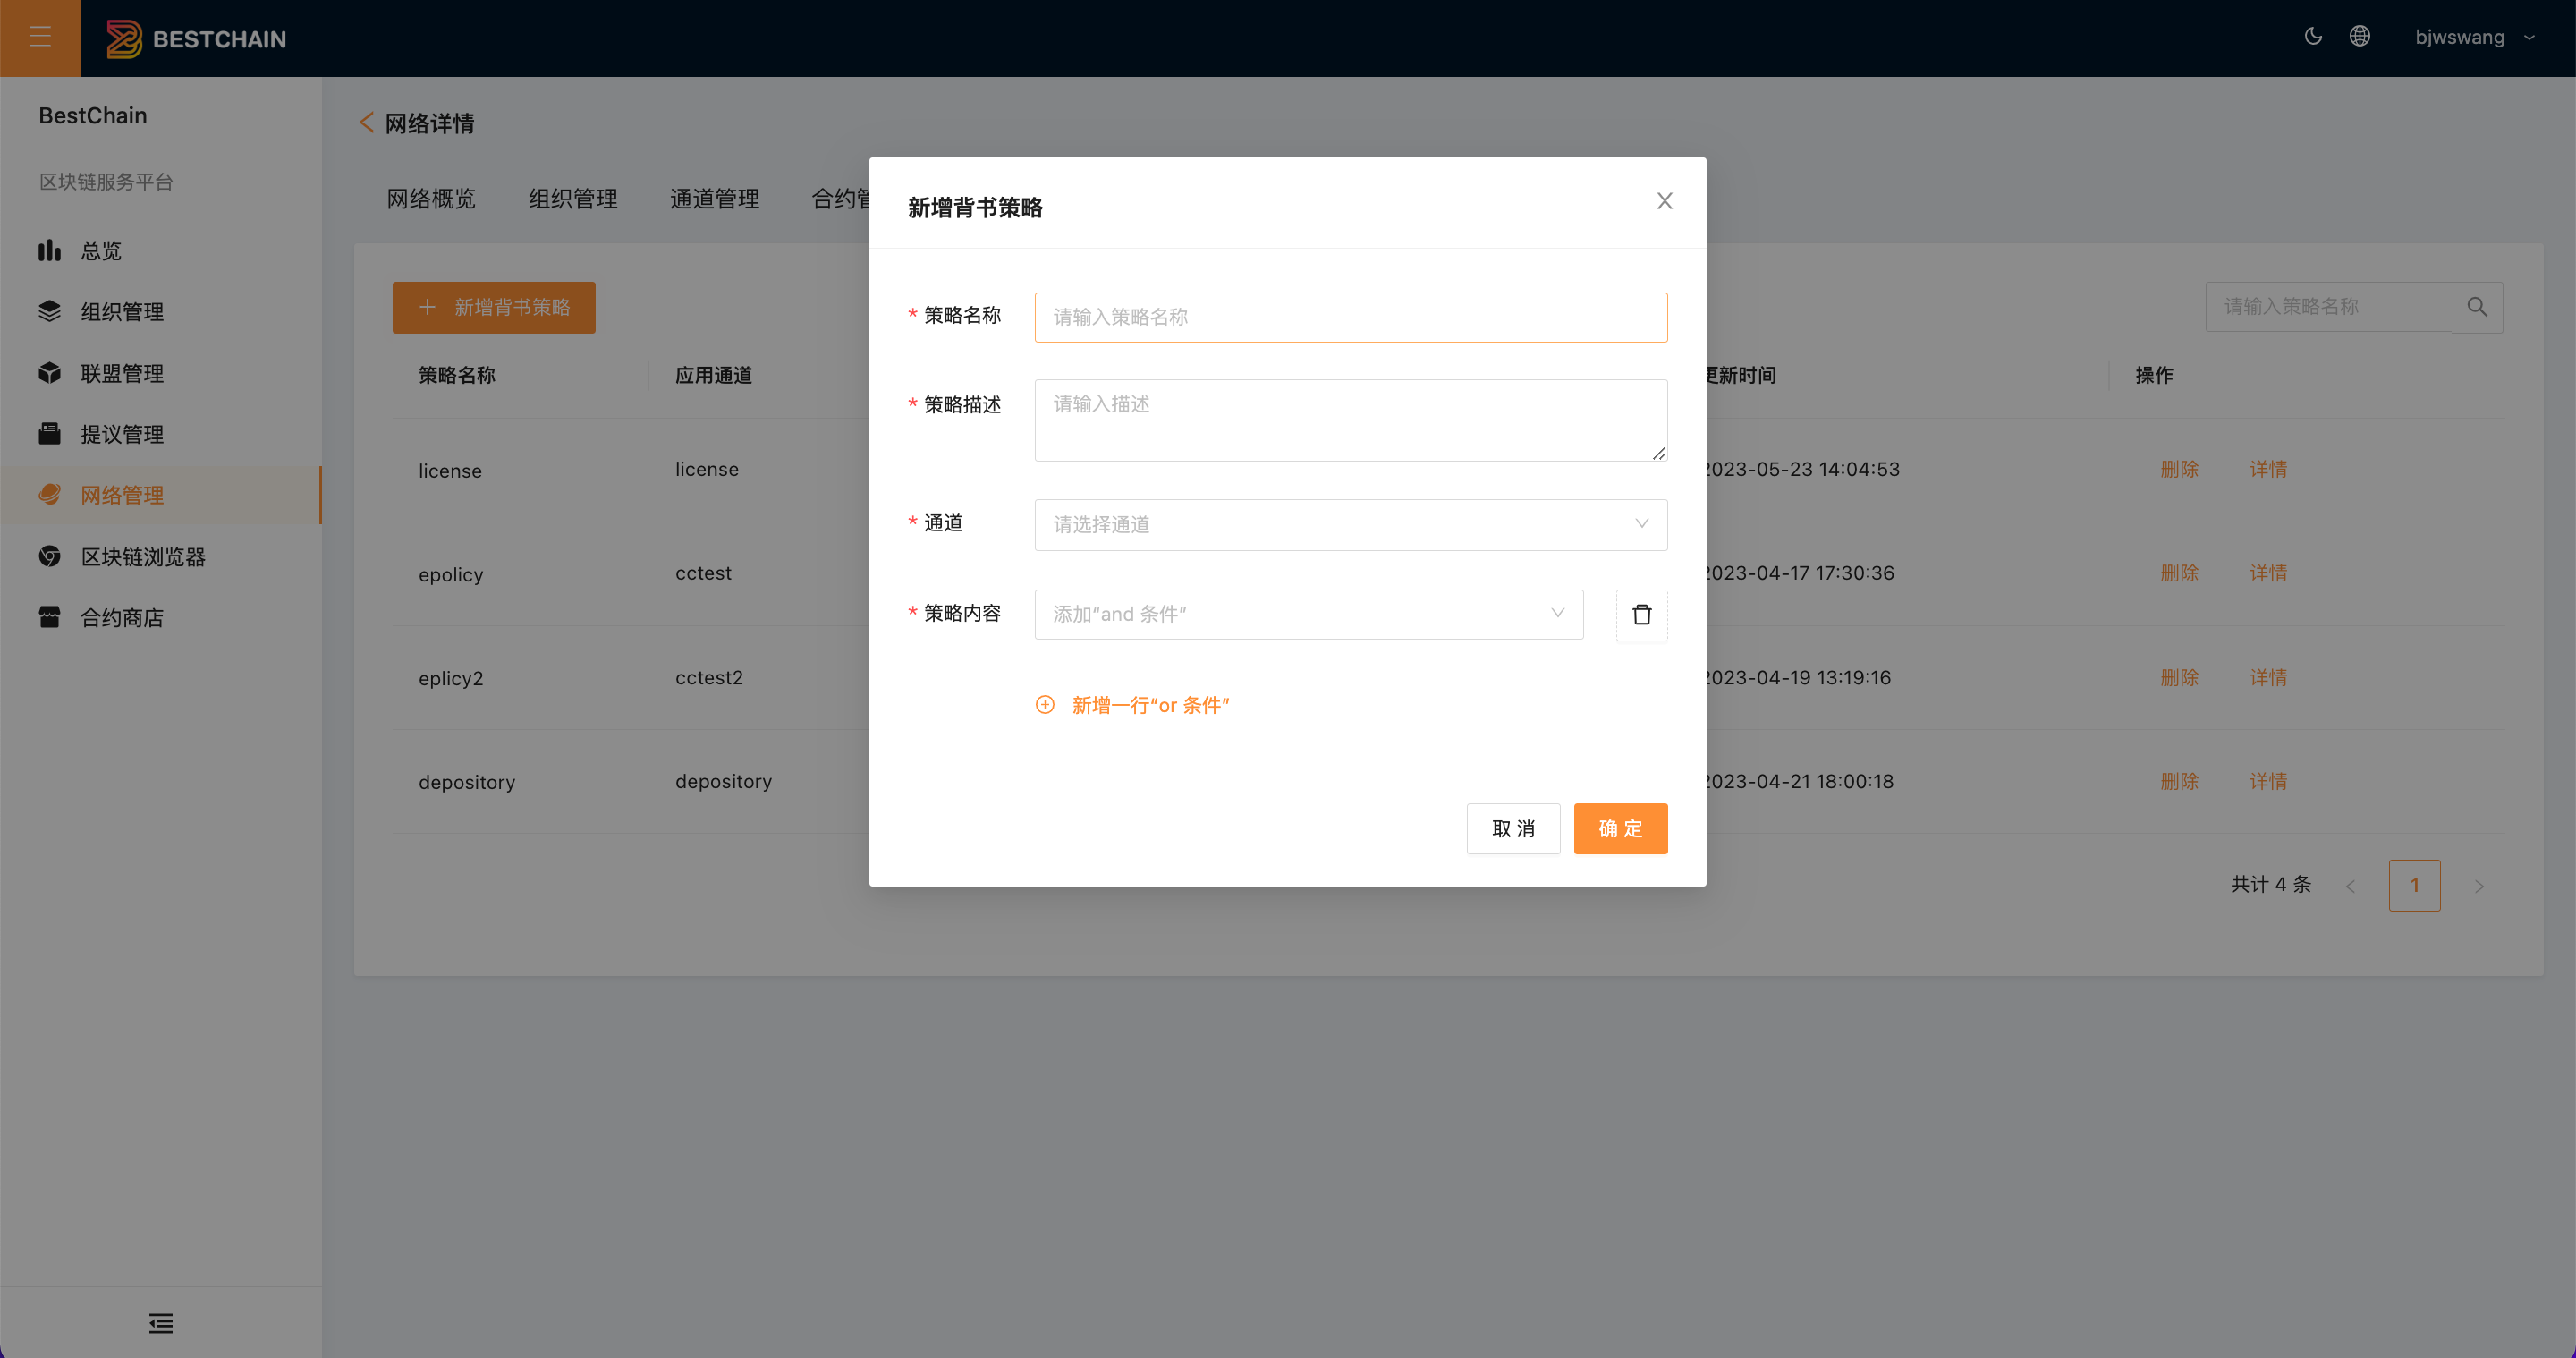 BESTCHAIN
bjwswang
BestChain
区块链服务平台
总览
组织管理
联盟管理
提议管理
网络管理
区块链浏览器
合约商店
网络详情
网络概览 组织管理 通道管理 合约
新增背书策略
请输入策略名称
策略名称 应用通道 更新时间 操作
license license 2023-05-23 14:04:53 删除 详情
epolicy cctest 2023-04-17 17:30:36 删除 详情
eplicy2 cctest2 2023-04-19 13:19:16 删除 详情
depository depository 2023-04-21 18:00:18 删除 详情
共计 4 条 1
新增背书策略
* 策略名称 请输入策略名称
* 策略描述 请输入描述
* 通道 请选择通道
* 策略内容 添加“and 条件”
新增一行“or 条件”
取 消 确 定